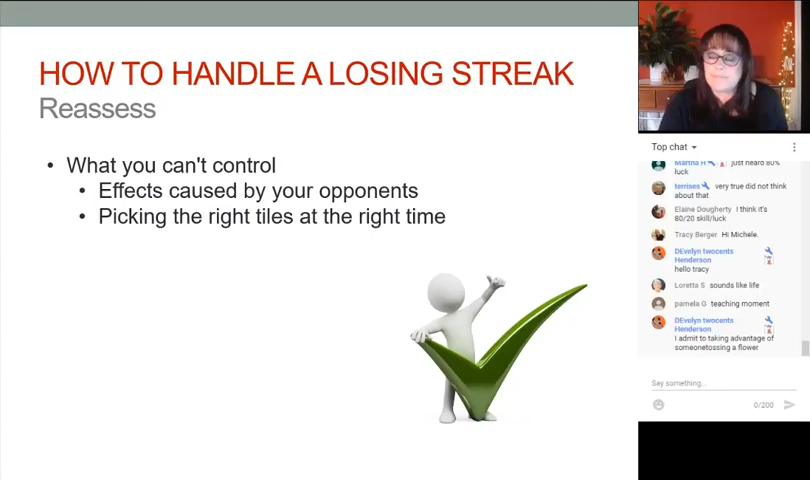 HOW TO HANDLE A LOSING STREAK
Reassess
• What you can't control
• Effects caused by your opponents
• Picking the right tiles at the right time
Top chat
Martha H just heard 80%
luck
terrises very true did not think
about that
Elaine Dougherty I think it's
80/20 skill/luck
Tracy Berger Hi Michele.
DEvelyn twocents
Henderson
hello tracy
Loretta S sounds like life
pamela G teaching moment
DEvelyn twocents
Henderson
I admit to taking advantage of
someonetossing a flower
Say something...
0/200